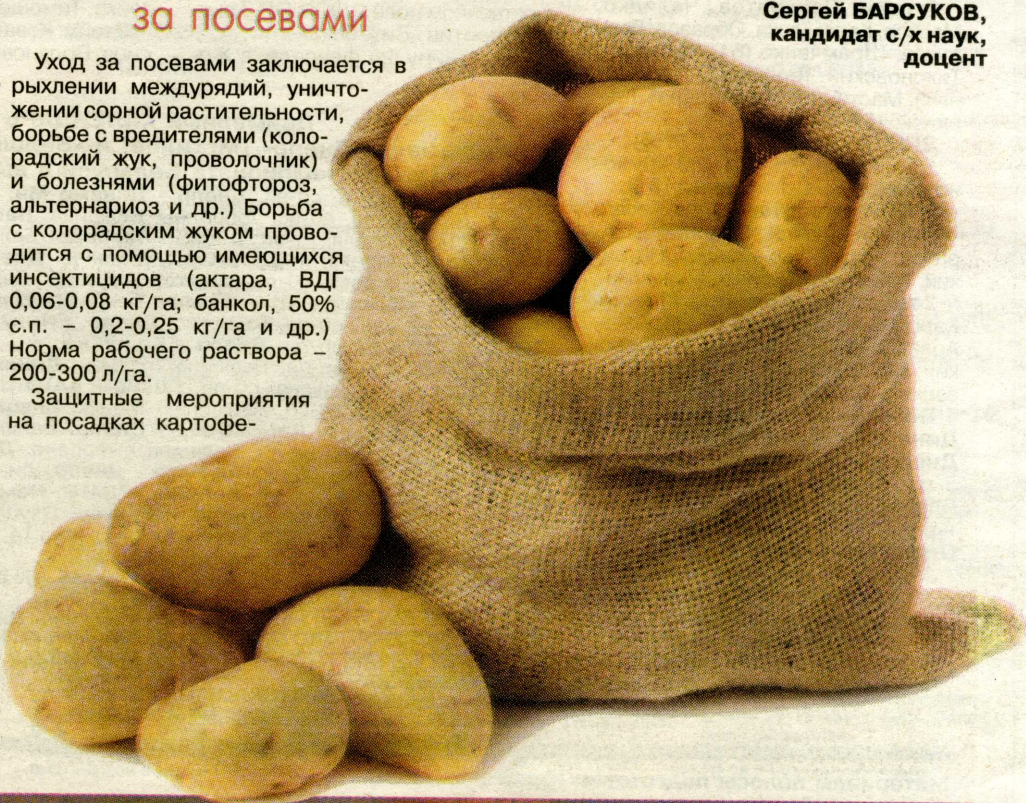 за посевами
Уход за посевами заключается в
рыхлении междурядий, уничто-
жении сорной растительности,
борьбе с вредителями (коло-
радский жук, проволочник)
и болезнями (фитофтороз,
альтернариоз и др.) Борьба
с колорадским жуком прово-
дится с помощью имеющихся
инсектицидов (актара, ВДГ
0,06-0,08 кг/га; банкол, 50%
с.п. – 0,2-0,25 кг/га и др.)
Норма рабочего раствора –
200-300 л/га.
Защитные мероприятия
на посадках картофе-
Сергей БАРСУКОВ,
кандидат с/х наук,
доцент